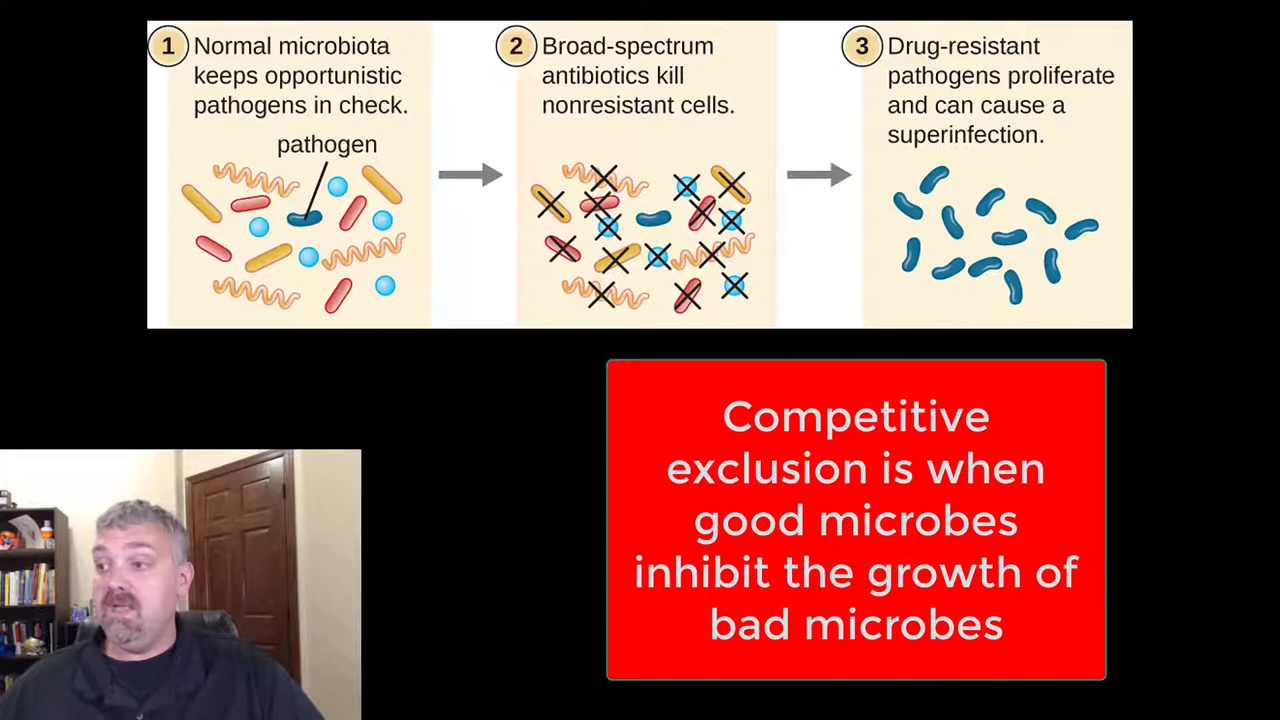 1 Normal microbiota
keeps opportunistic
pathogens in check.
pathogen
2 Broad-spectrum
antibiotics kill
nonresistant cells.
3 Drug-resistant
pathogens proliferate
and can cause a
superinfection.
Competitive
exclusion is when
good microbes
inhibit the growth of
bad microbes